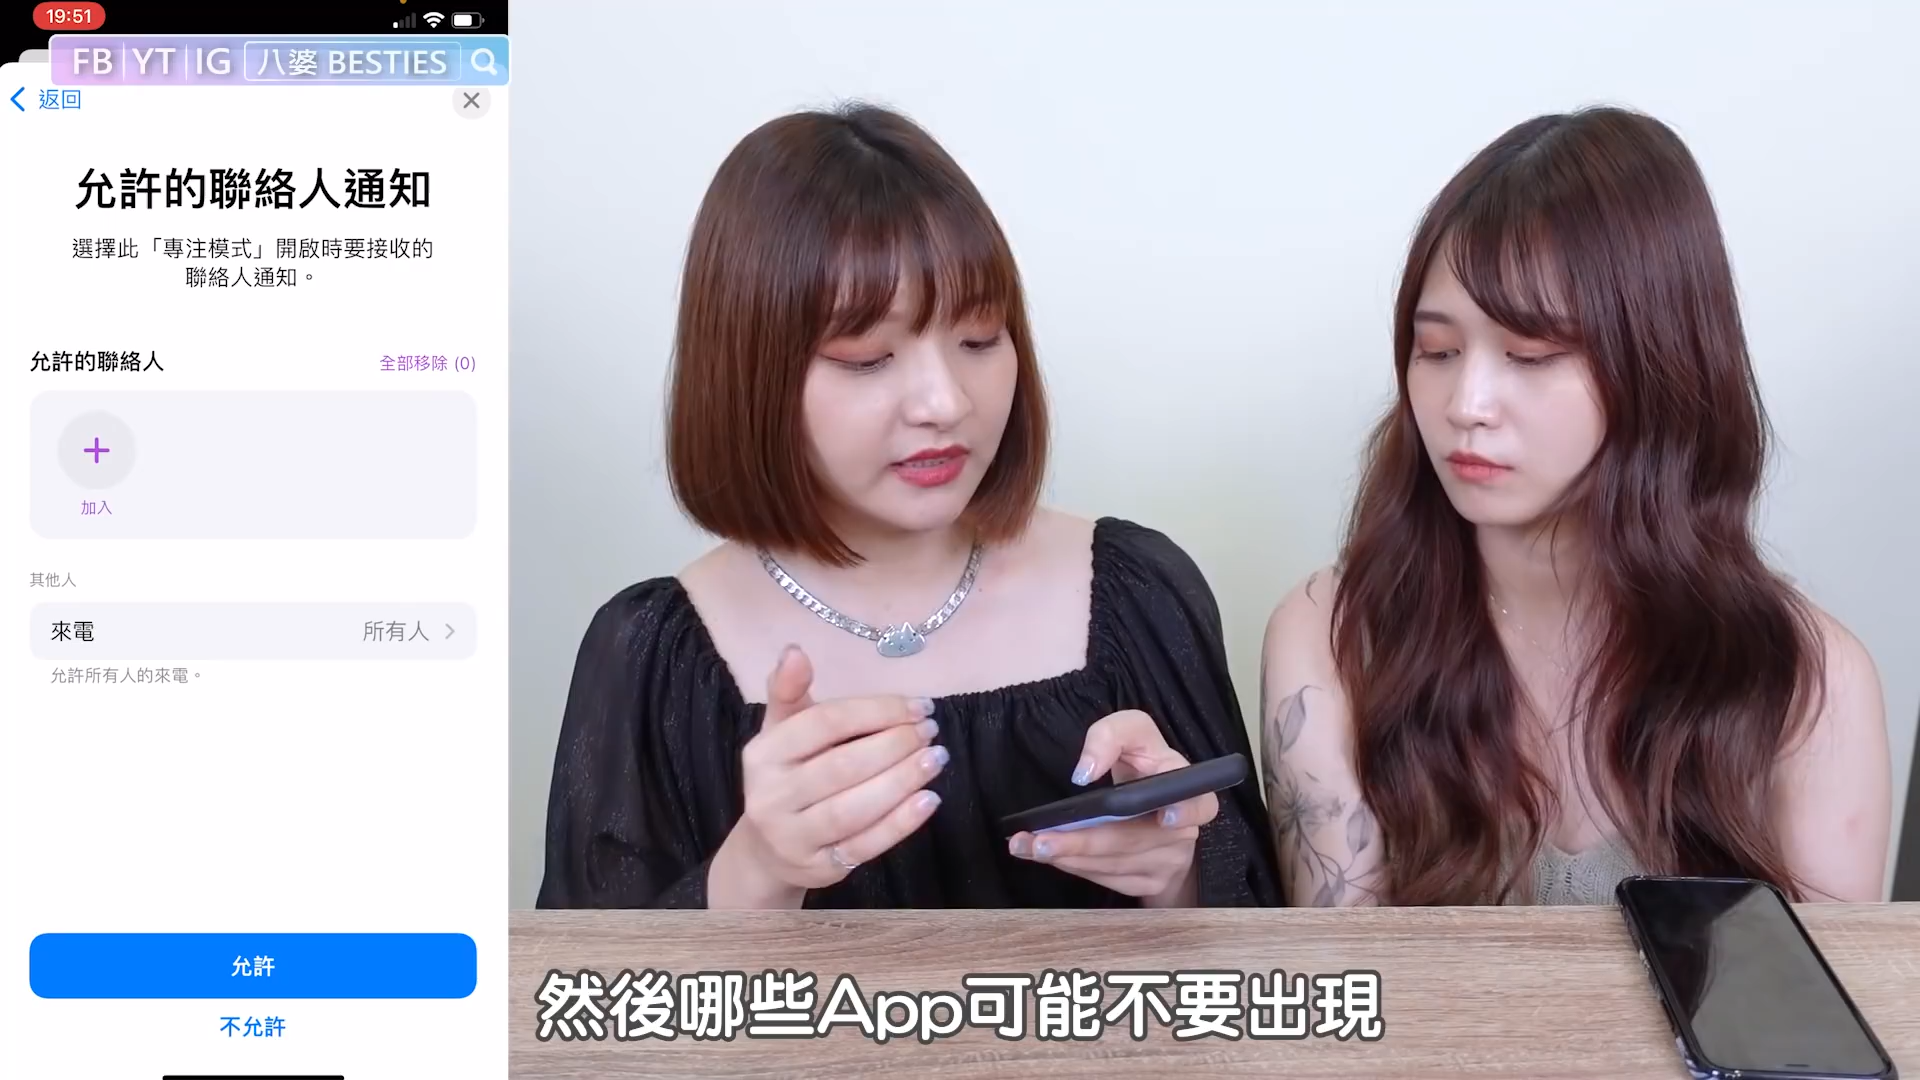 19:51
FB|YT|IG 八婆 BESTIES
返回
允許的聯絡人通知
選擇此「專注模式」開啟時要接收的
聯絡人通知。
允許的聯絡人 全部移除 (0)
加入
其他人
來電 所有人
允許所有人的來電。
允許
不允許
然後哪些App可能不要出現